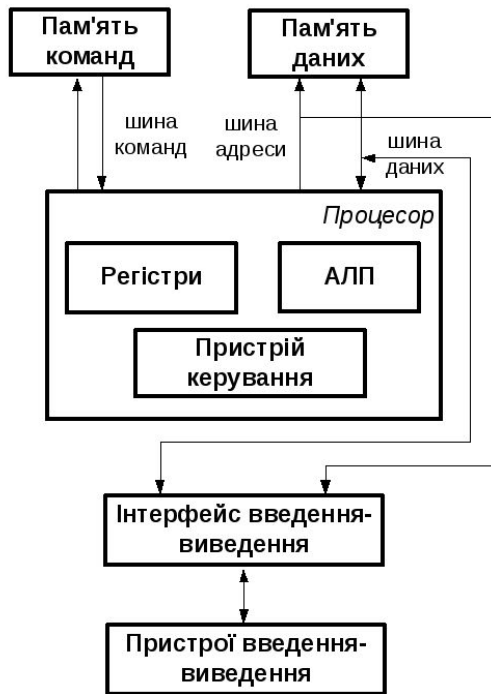 Пам'ять
команд
Пам'ять
даних
шина
команд
шина
адреси
шина
даних
Процесор
Регістри
АЛП
Пристрій
керування
Інтерфейс введення-
виведення
Пристрої введення-
виведення